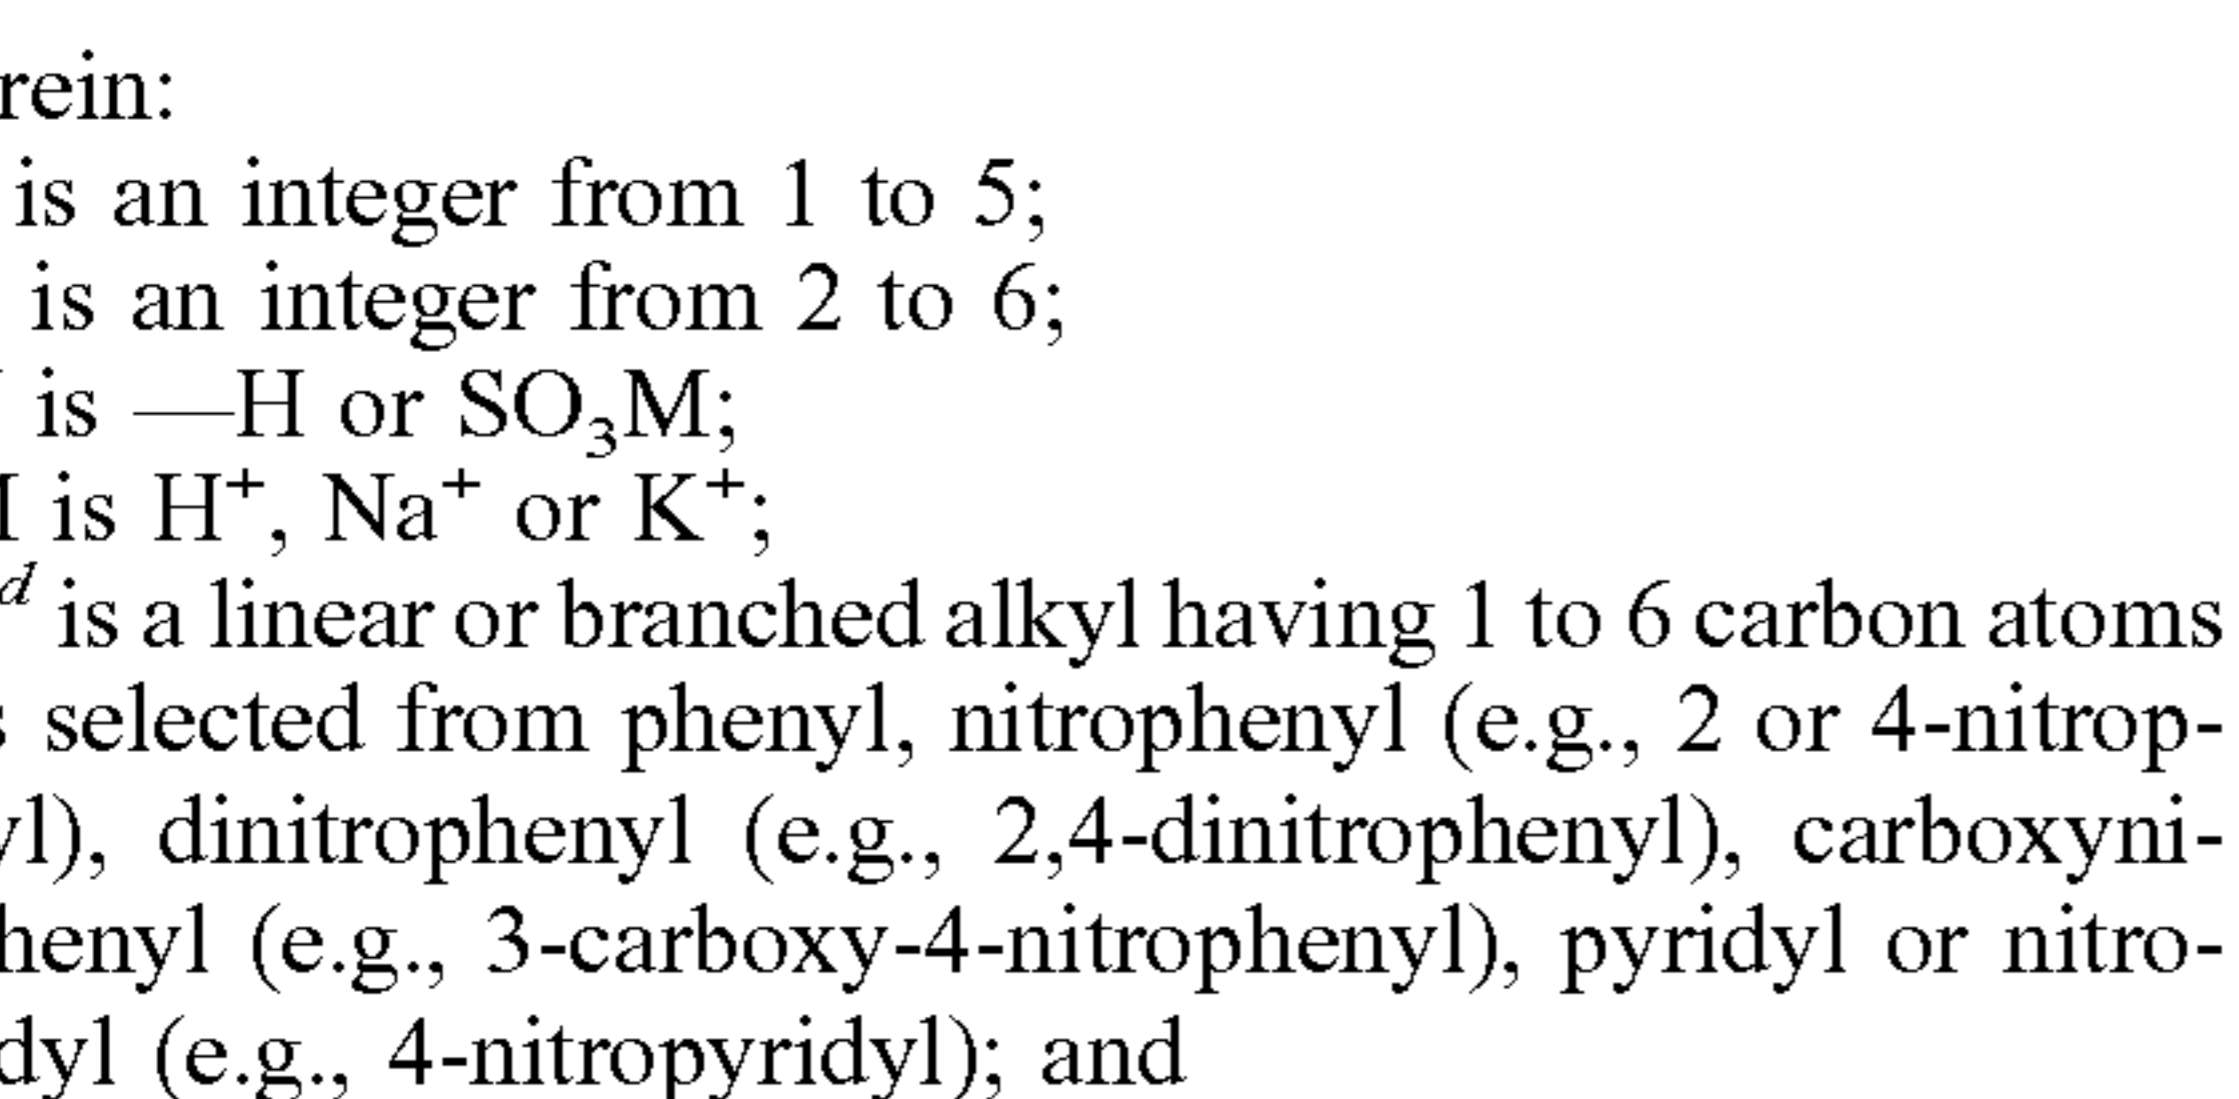 rein:
is an integer from 1 to 5;
is an integer from 2 to 6;
is —H or SO₃M;
is H⁺, Na⁺ or K⁺;
d is a linear or branched alkyl having 1 to 6 carbon atoms
selected from phenyl, nitrophenyl (e.g., 2 or 4-nitrop-
yl), dinitrophenyl (e.g., 2,4-dinitrophenyl), carboxyni-
henyl (e.g., 3-carboxy-4-nitrophenyl), pyridyl or nitro-
dyl (e.g., 4-nitropyridyl); and